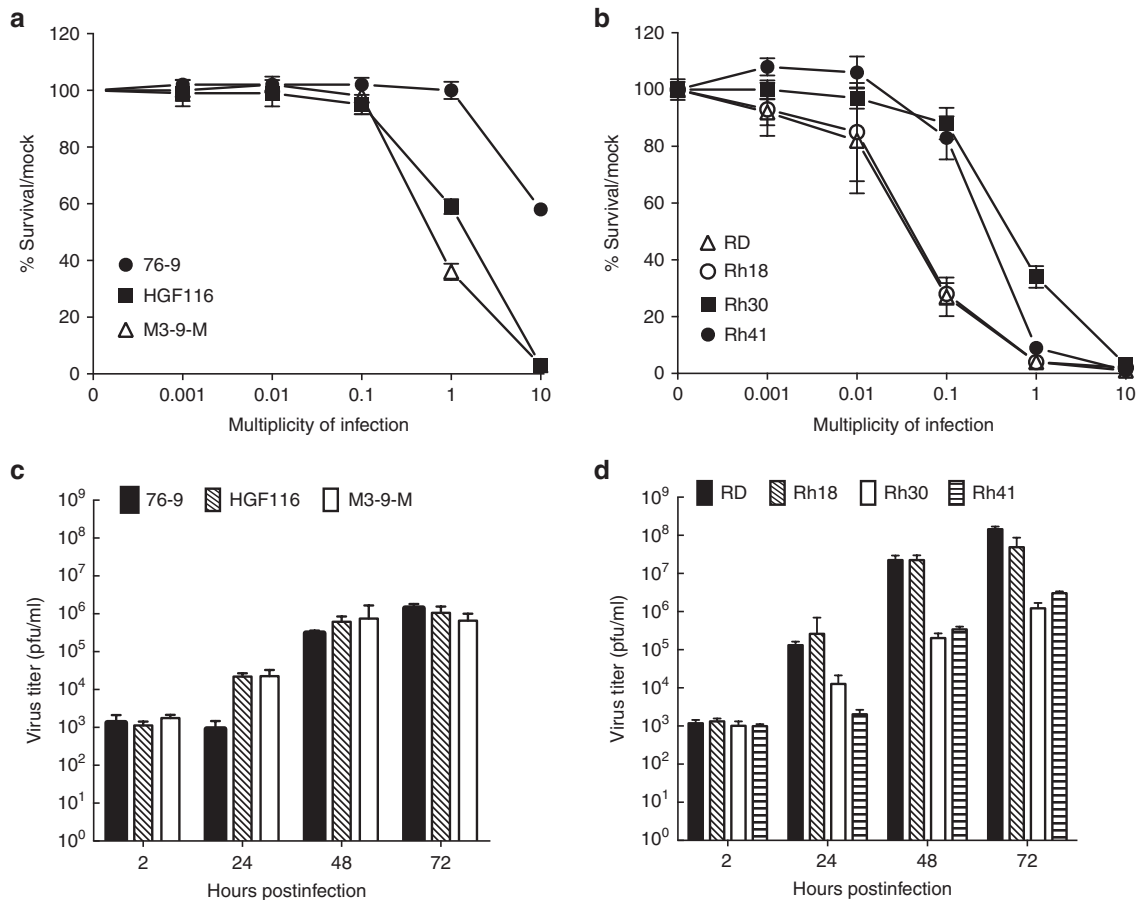 a
120
100
80
60
40
20
0
% Survival/mock
76-9
HGF116
M3-9-M
0 0.001 0.01 0.1 1 10
Multiplicity of infection
b
120
100
80
60
40
20
0
% Survival/mock
RD
Rh18
Rh30
Rh41
0 0.001 0.01 0.1 1 10
Multiplicity of infection
c
76-9 HGF116 M3-9-M
10⁹
10⁸
10⁷
10⁶
10⁵
10⁴
10³
10²
10¹
10⁰
Virus titer (pfu/ml)
2 24 48 72
Hours postinfection
d
RD Rh18 Rh30 Rh41
10⁹
10⁸
10⁷
10⁶
10⁵
10⁴
10³
10²
10¹
10⁰
Virus titer (pfu/ml)
2 24 48 72
Hours postinfection